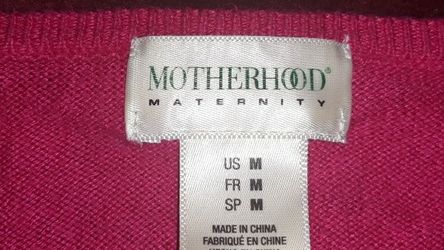 MOTHERHOOD®
MATERNITY
US M
FR M
SP M
MADE IN CHINA
FABRIQUÉ EN CHINE